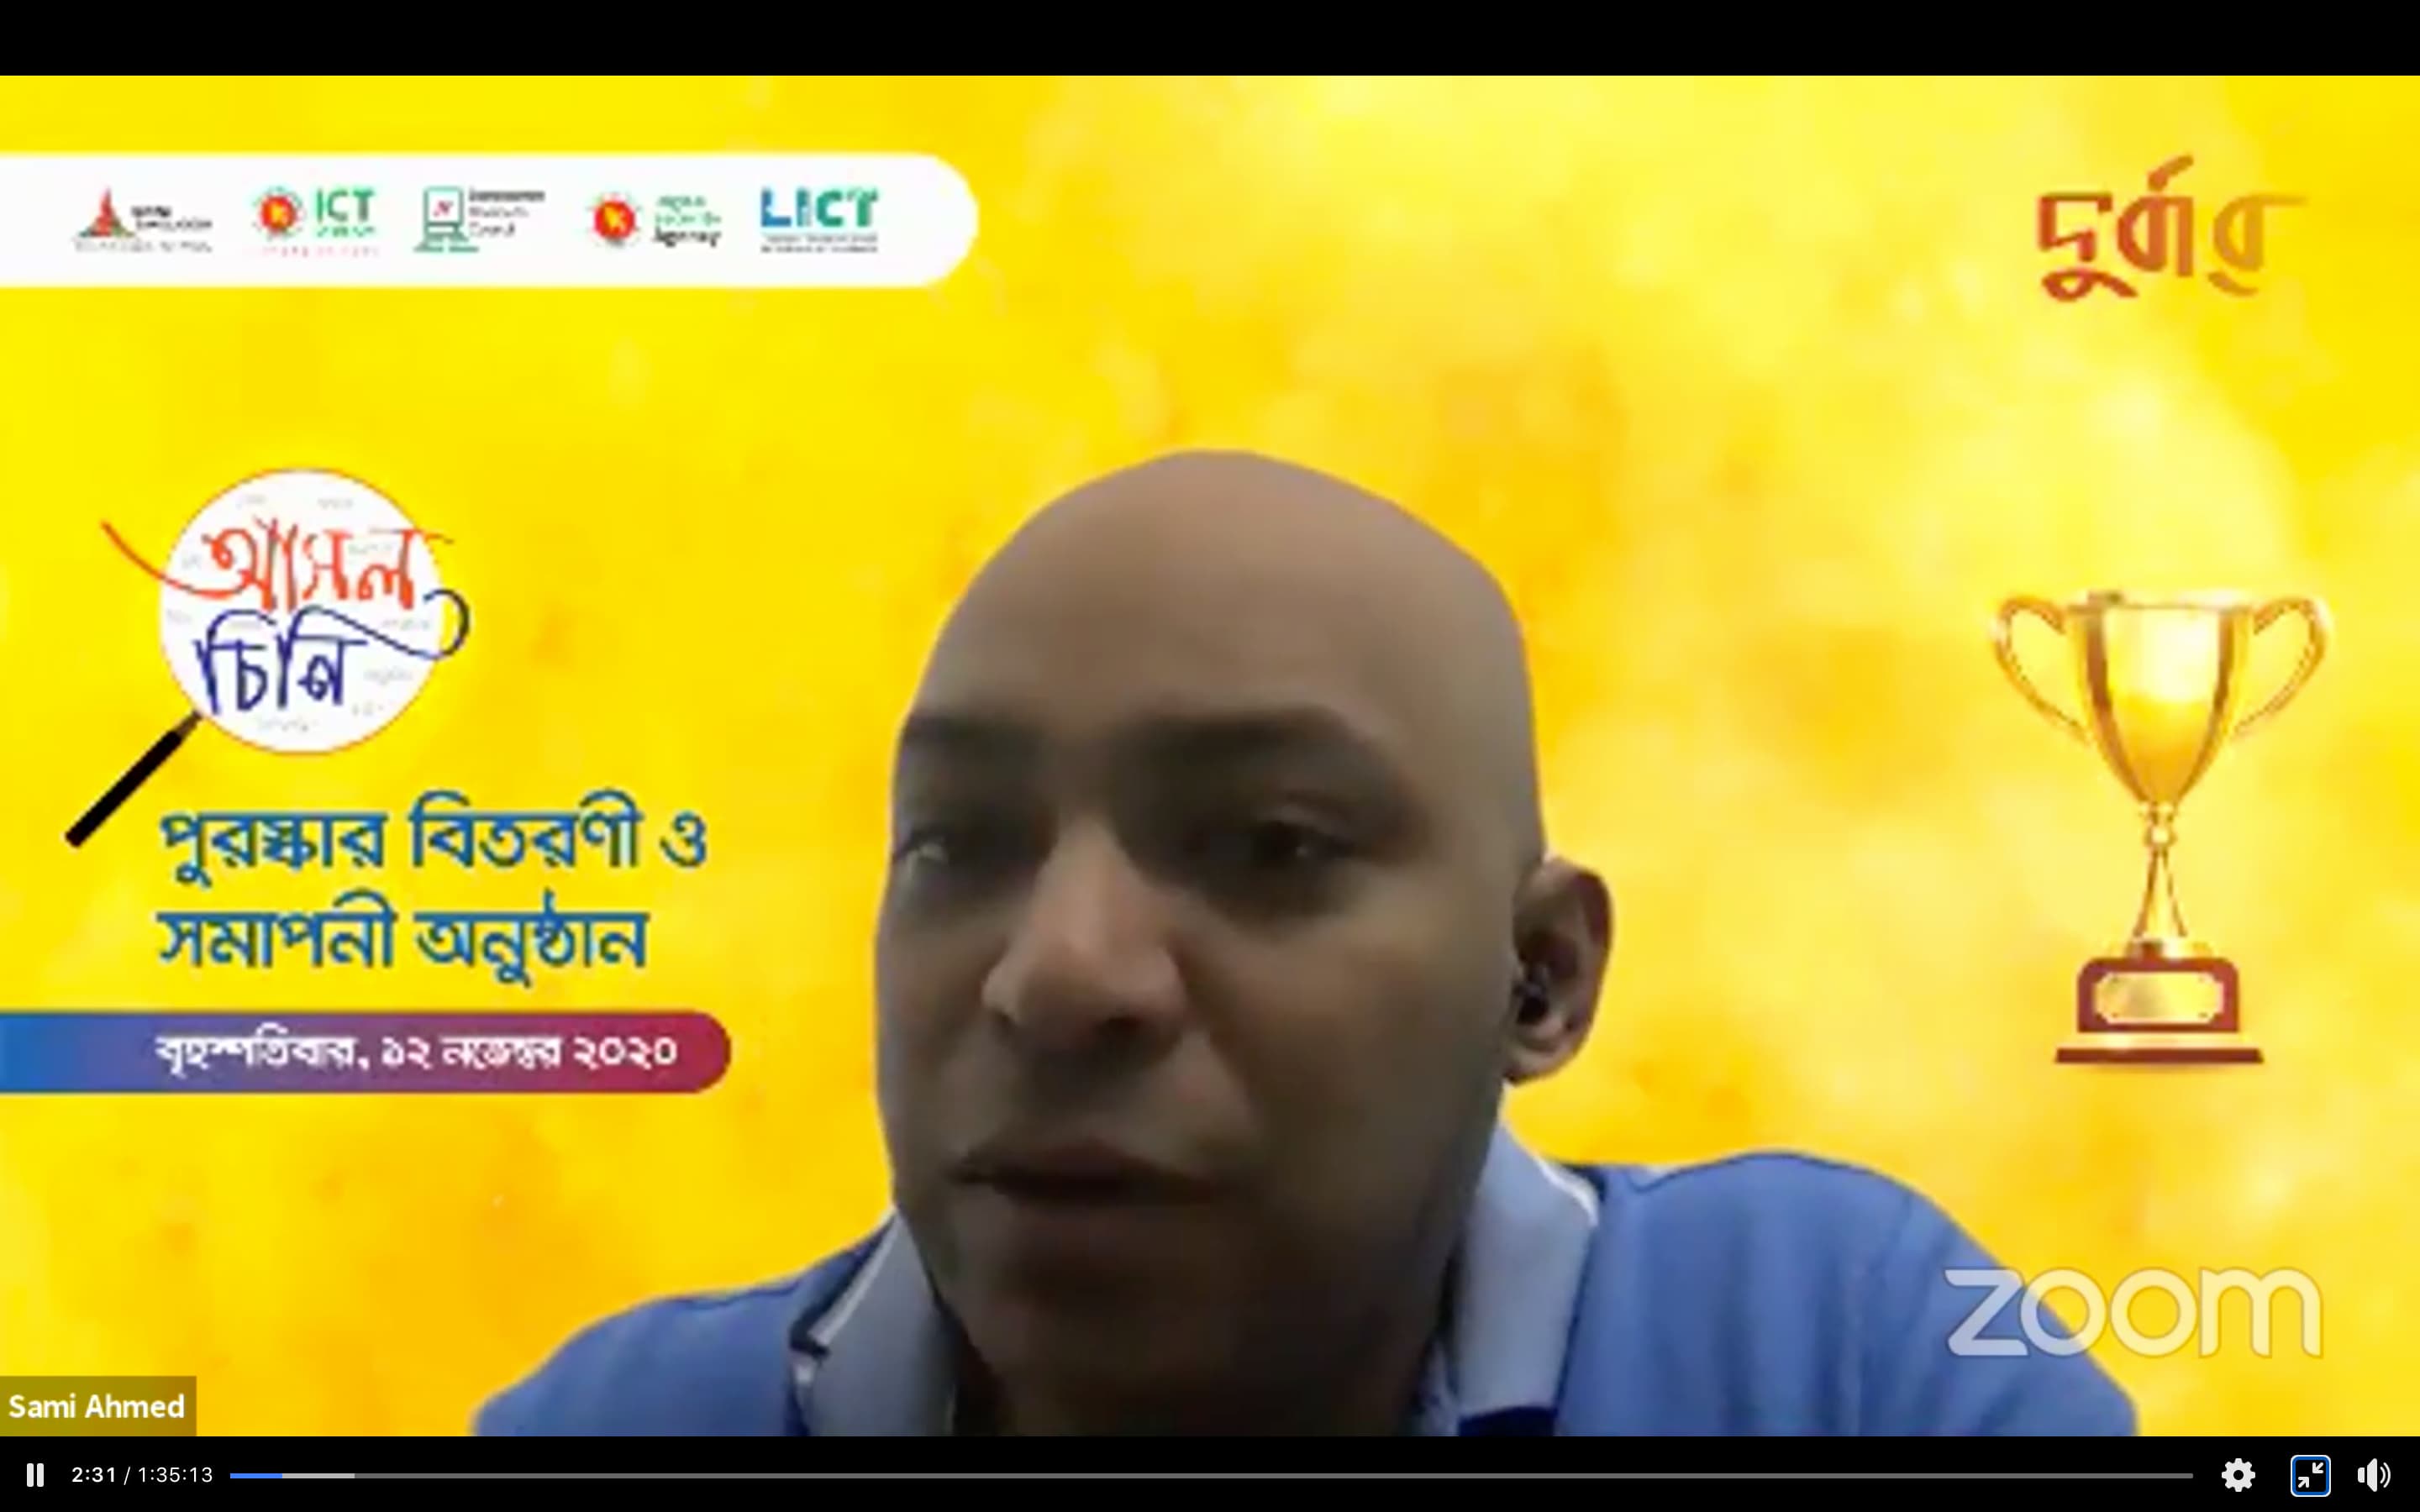 ICT
LICT
Agency
দুর্বার
আসল
চিনি
পুরস্কার বিতরণী ও
সমাপনী অনুষ্ঠান
বৃহস্পতিবার, ১২ নভেম্বর ২০২০
zoom
Sami Ahmed
2:31 / 1:35:13